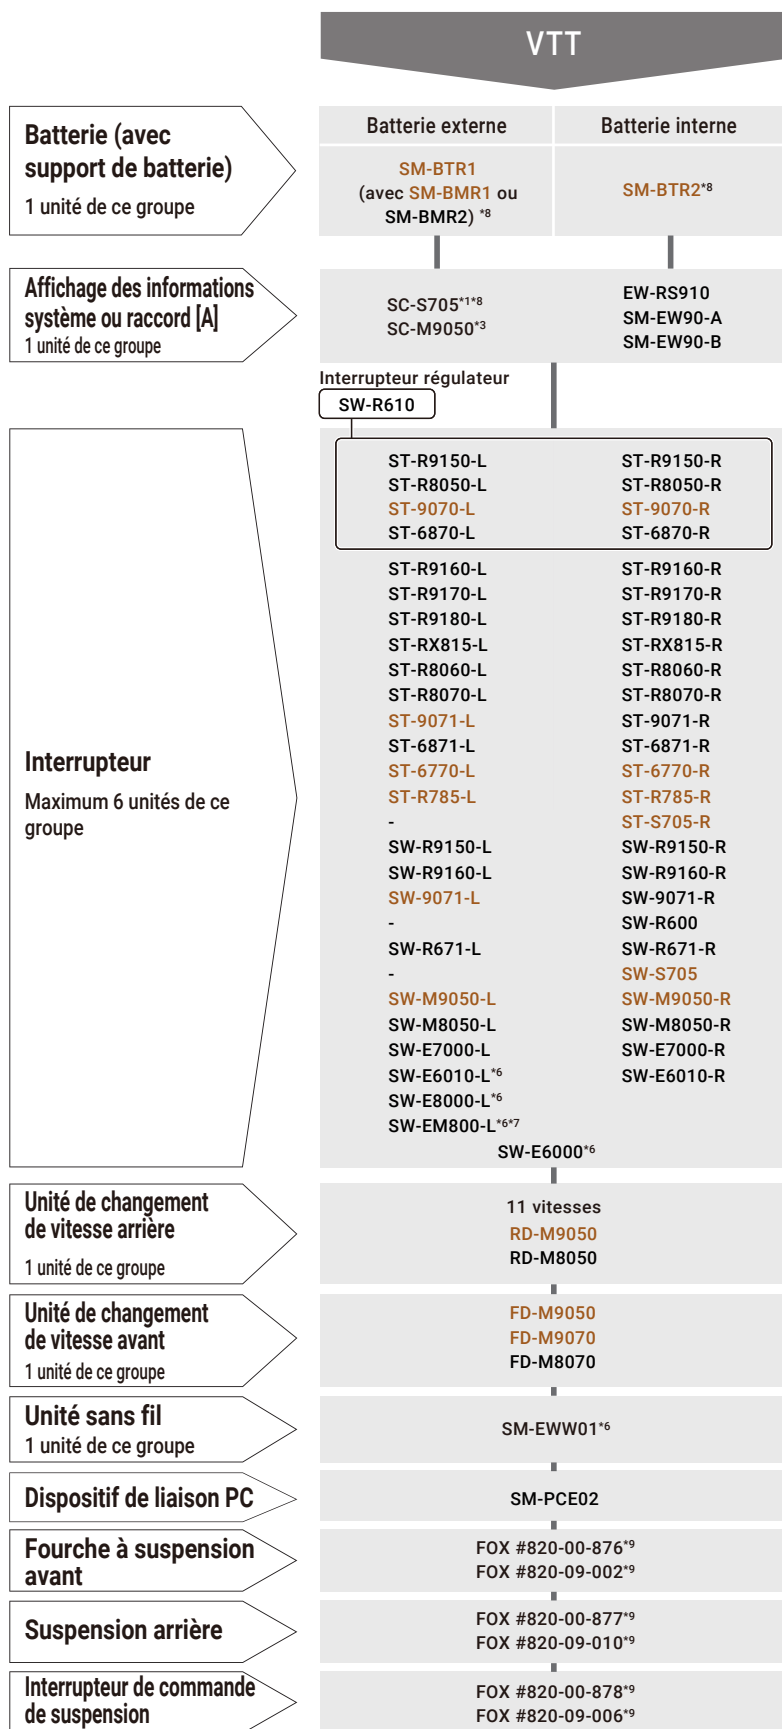 VTT
Batterie (avec
support de batterie)
1 unité de ce groupe
Batterie externe
Batterie interne
SM-BTR1
(avec SM-BMR1 ou
SM-BMR2) *8
SM-BTR2*8
Affichage des informations
système ou raccord [A]
1 unité de ce groupe
SC-S705*1*8
SC-M9050*3
EW-RS910
SM-EW90-A
SM-EW90-B
Interrupteur régulateur
SW-R610
Interrupteur
Maximum 6 unités de ce
groupe
ST-R9150-L ST-R9150-R
ST-R8050-L ST-R8050-R
ST-9070-L ST-9070-R
ST-6870-L ST-6870-R
ST-R9160-L ST-R9160-R
ST-R9170-L ST-R9170-R
ST-R9180-L ST-R9180-R
ST-RX815-L ST-RX815-R
ST-R8060-L ST-R8060-R
ST-R8070-L ST-R8070-R
ST-9071-L ST-9071-R
ST-6871-L ST-6871-R
ST-6770-L ST-6770-R
ST-R785-L ST-R785-R
- ST-S705-R
SW-R9150-L SW-R9150-R
SW-R9160-L SW-R9160-R
SW-9071-L SW-9071-R
- SW-R600
SW-R671-L SW-R671-R
- SW-S705
SW-M9050-L SW-M9050-R
SW-M8050-L SW-M8050-R
SW-E7000-L SW-E7000-R
SW-E6010-L*6 SW-E6010-R
SW-E8000-L*6
SW-EM800-L*6*7
SW-E6000*6
Unité de changement
de vitesse arrière
1 unité de ce groupe
11 vitesses
RD-M9050
RD-M8050
Unité de changement
de vitesse avant
1 unité de ce groupe
FD-M9050
FD-M9070
FD-M8070
Unité sans fil
1 unité de ce groupe
SM-EWW01*6
Dispositif de liaison PC
SM-PCE02
Fourche à suspension
avant
FOX #820-00-876*9
FOX #820-09-002*9
Suspension arrière
FOX #820-00-877*9
FOX #820-09-010*9
Interrupteur de commande
de suspension
FOX #820-00-878*9
FOX #820-09-006*9